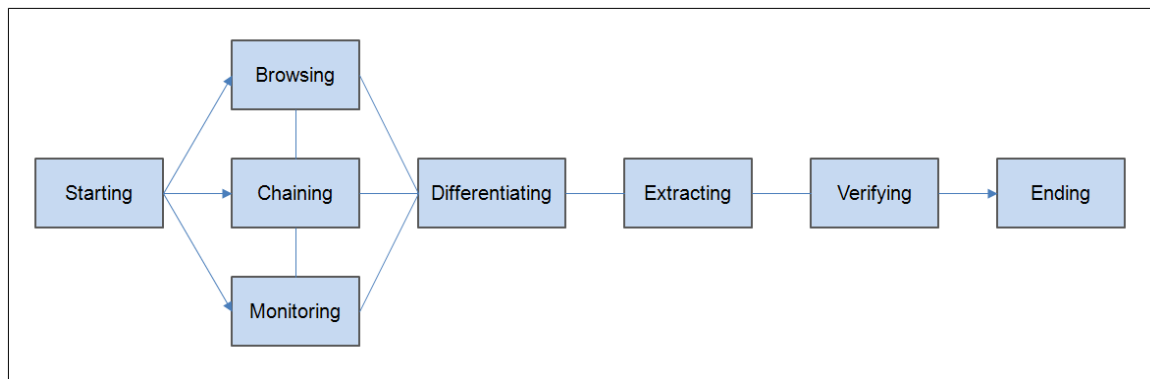 Browsing
Starting
Chaining
Differentiating
Extracting
Verifying
Ending
Monitoring